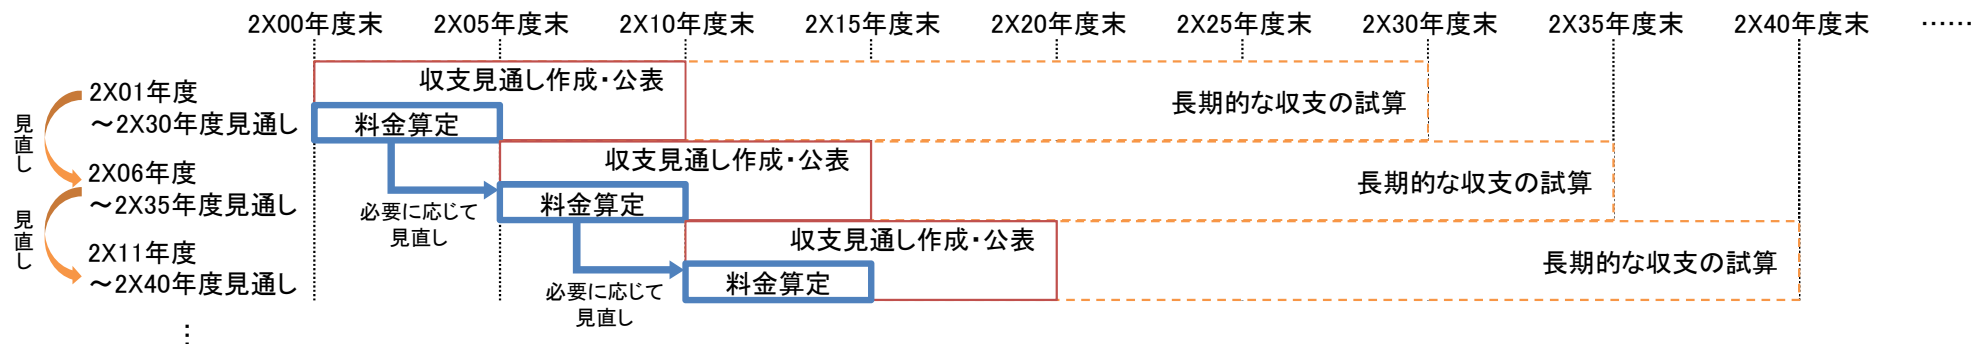 2X00年度末 2X05年度末 2X10年度末 2X15年度末 2X20年度末 2X25年度末 2X30年度末 2X35年度末 2X40年度末 ……
収支見通し作成・公表
2X01年度
～2X30年度見通し
長期的な収支の試算
料金算定
見直し
収支見通し作成・公表
2X06年度
～2X35年度見通し
長期的な収支の試算
料金算定
必要に応じて
見直し
見直し
収支見通し作成・公表
2X11年度
～2X40年度見通し
長期的な収支の試算
料金算定
必要に応じて
見直し
⋮